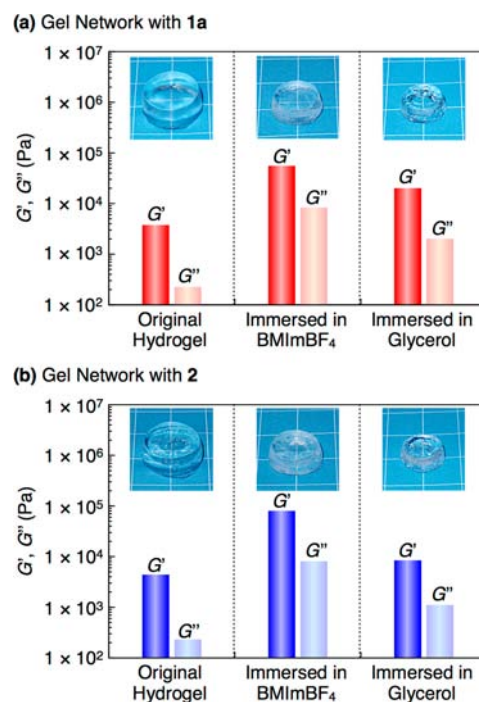 (a) Gel Network with 1a
1 × 10⁷
1 × 10⁶
1 × 10⁵
1 × 10⁴
1 × 10³
1 × 10²
G', G" (Pa)
G'
G"
G'
G"
G'
G"
Original
Hydrogel
Immersed in
BMImBF₄
Immersed in
Glycerol
(b) Gel Network with 2
1 × 10⁷
1 × 10⁶
1 × 10⁵
1 × 10⁴
1 × 10³
1 × 10²
G', G" (Pa)
G'
G"
G'
G"
G'
G"
Original
Hydrogel
Immersed in
BMImBF₄
Immersed in
Glycerol